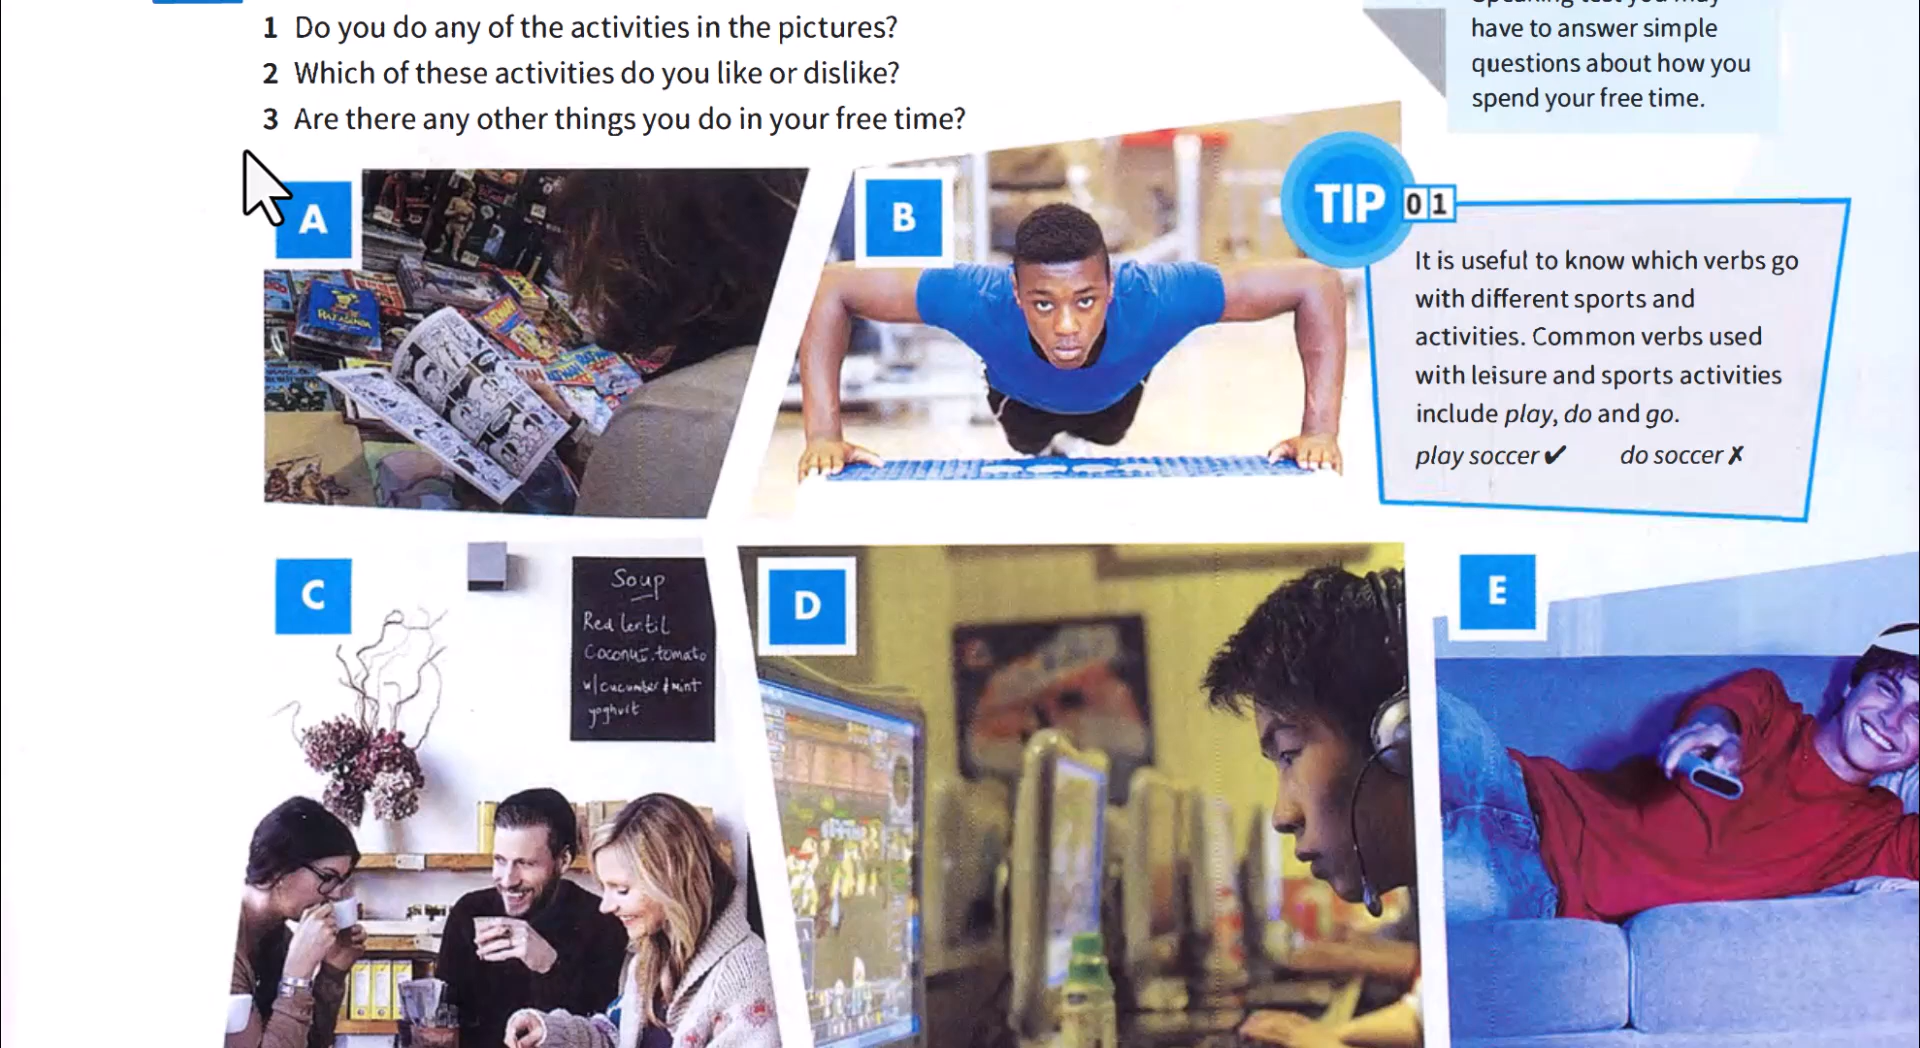 1 Do you do any of the activities in the pictures?
2 Which of these activities do you like or dislike?
3 Are there any other things you do in your free time?
have to answer simple
questions about how you
spend your free time.
A
B
TIP 01
It is useful to know which verbs go
with different sports and
activities. Common verbs used
with leisure and sports activities
include play, do and go.
play soccer ✔ do soccer ✗
C
Soup
Red lentil
Coconut. tomato
w/cucumber & mint
yoghurt
D
E